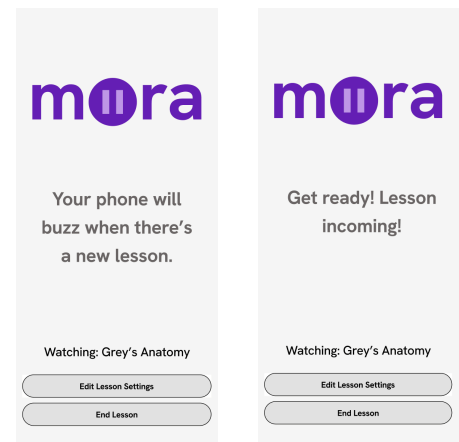 mora
Your phone will
buzz when there's
a new lesson.
Watching: Grey's Anatomy
Edit Lesson Settings
End Lesson
mora
Get ready! Lesson
incoming!
Watching: Grey's Anatomy
Edit Lesson Settings
End Lesson